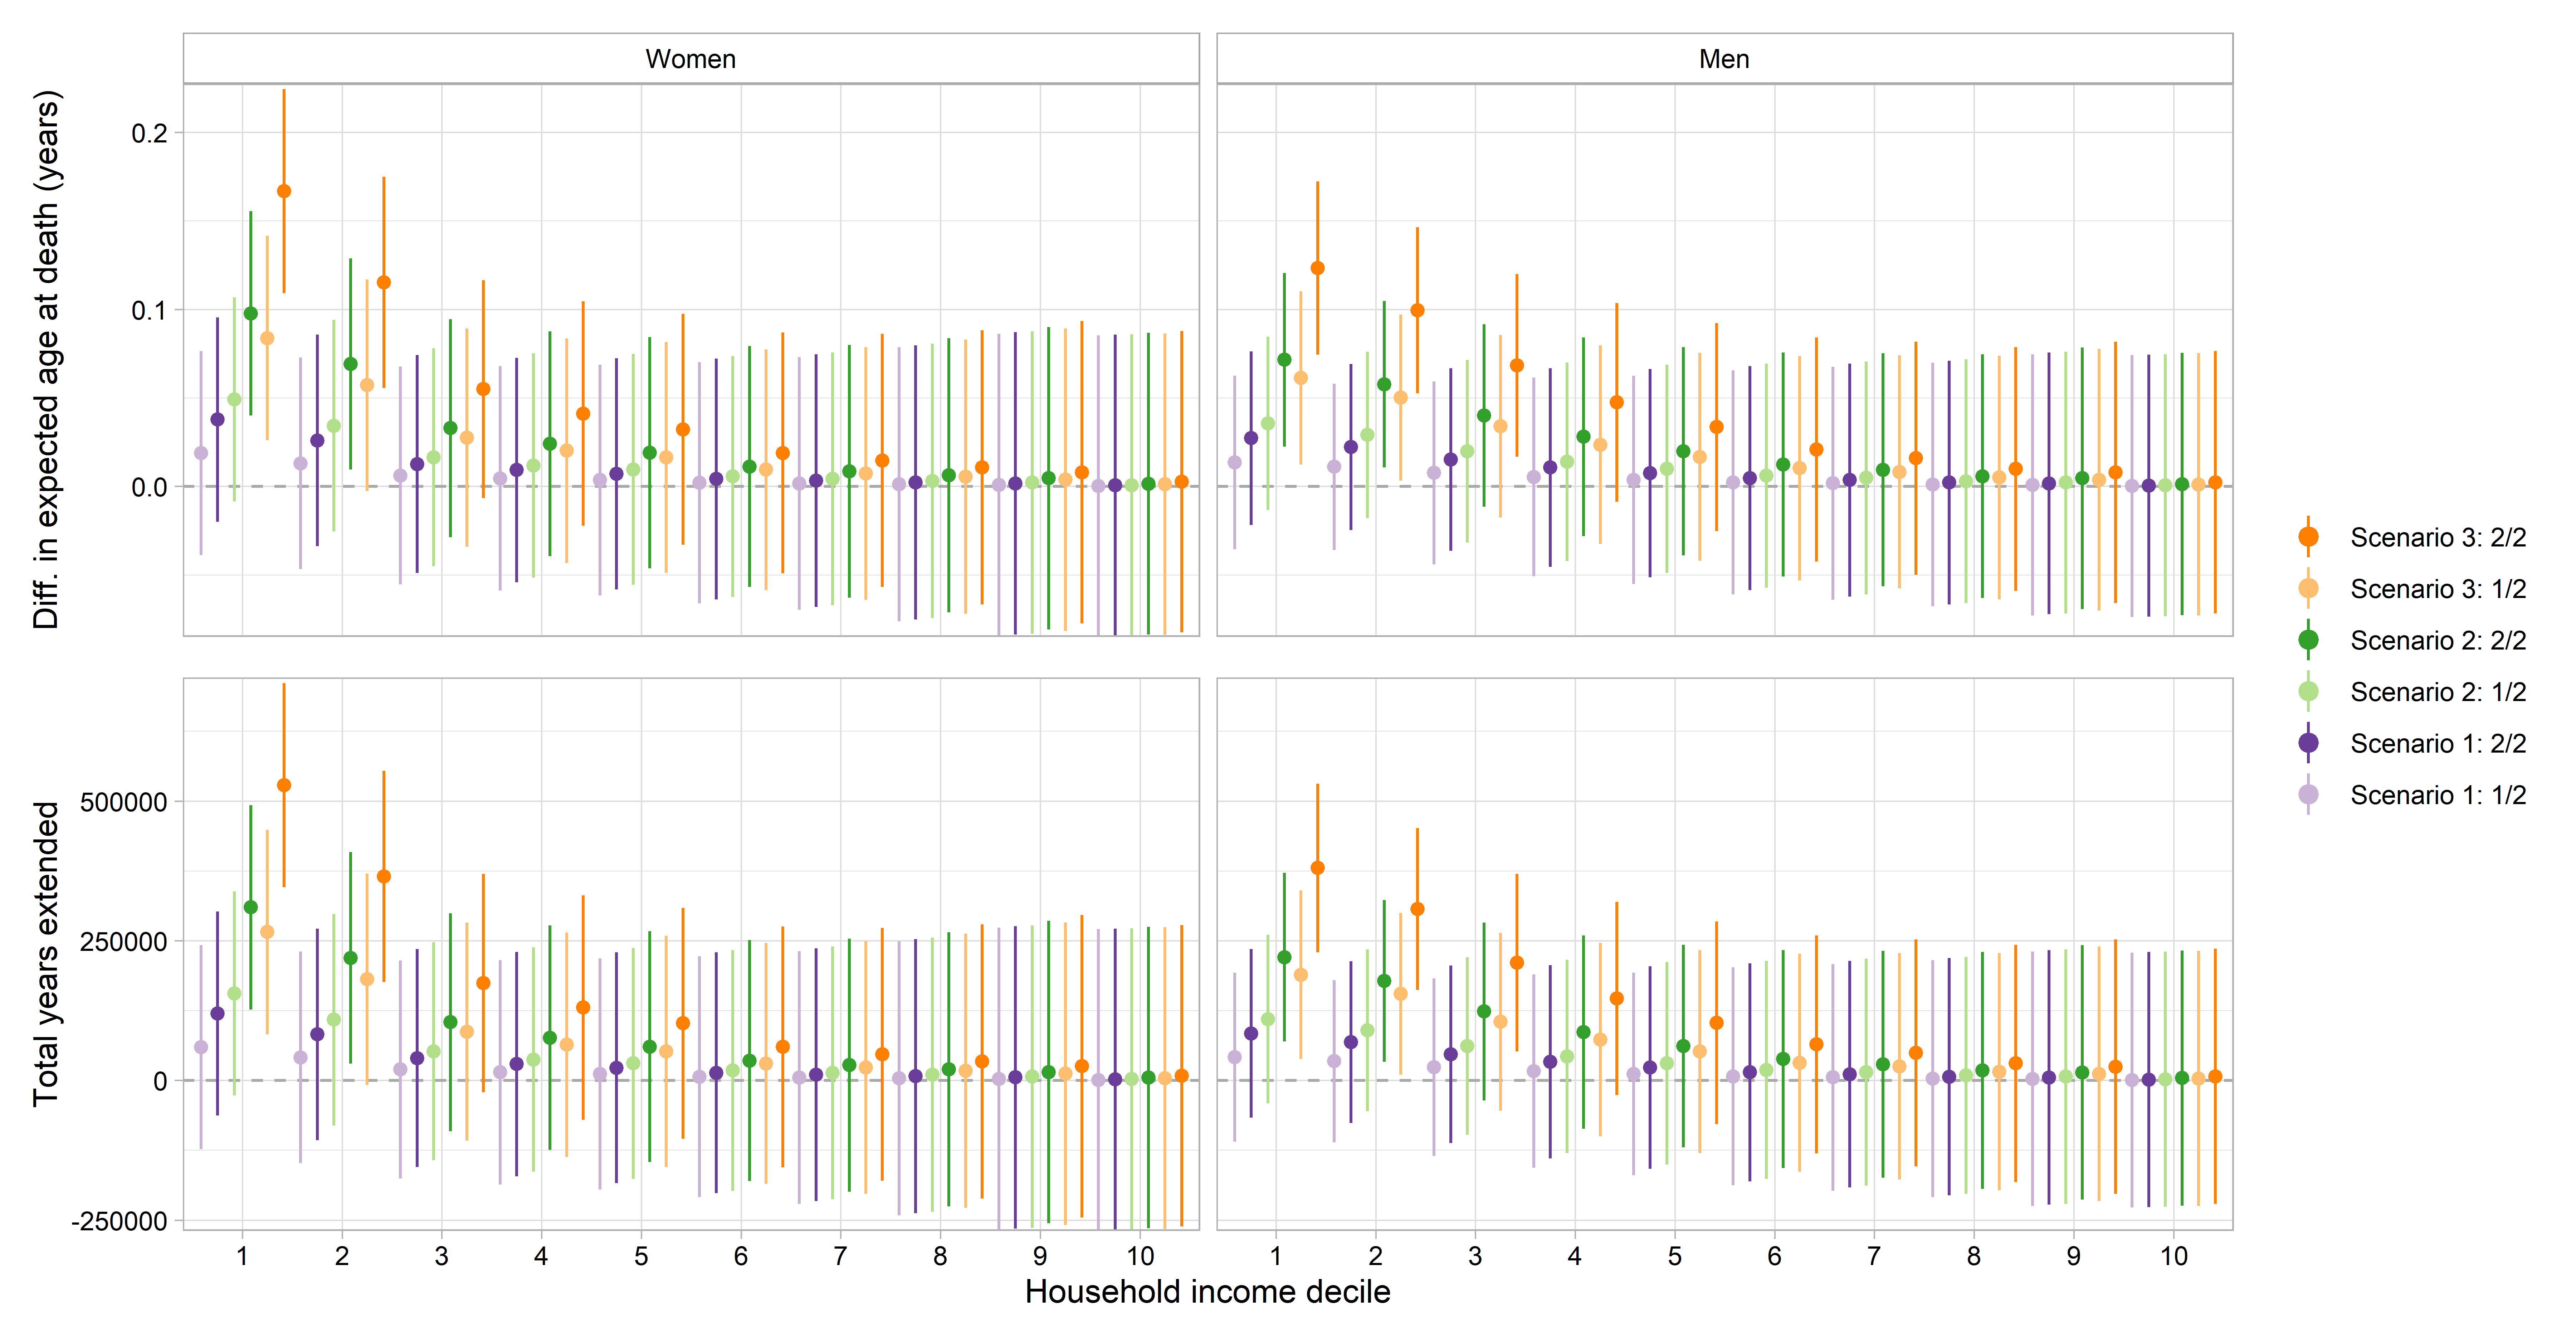 Women
Men
Diff. in expected age at death (years)
0.2
0.1
0.0
Total years extended
500000
250000
0
-250000
1 2 3 4 5 6 7 8 9 10
1 2 3 4 5 6 7 8 9 10
Household income decile
Scenario 3: 2/2
Scenario 3: 1/2
Scenario 2: 2/2
Scenario 2: 1/2
Scenario 1: 2/2
Scenario 1: 1/2